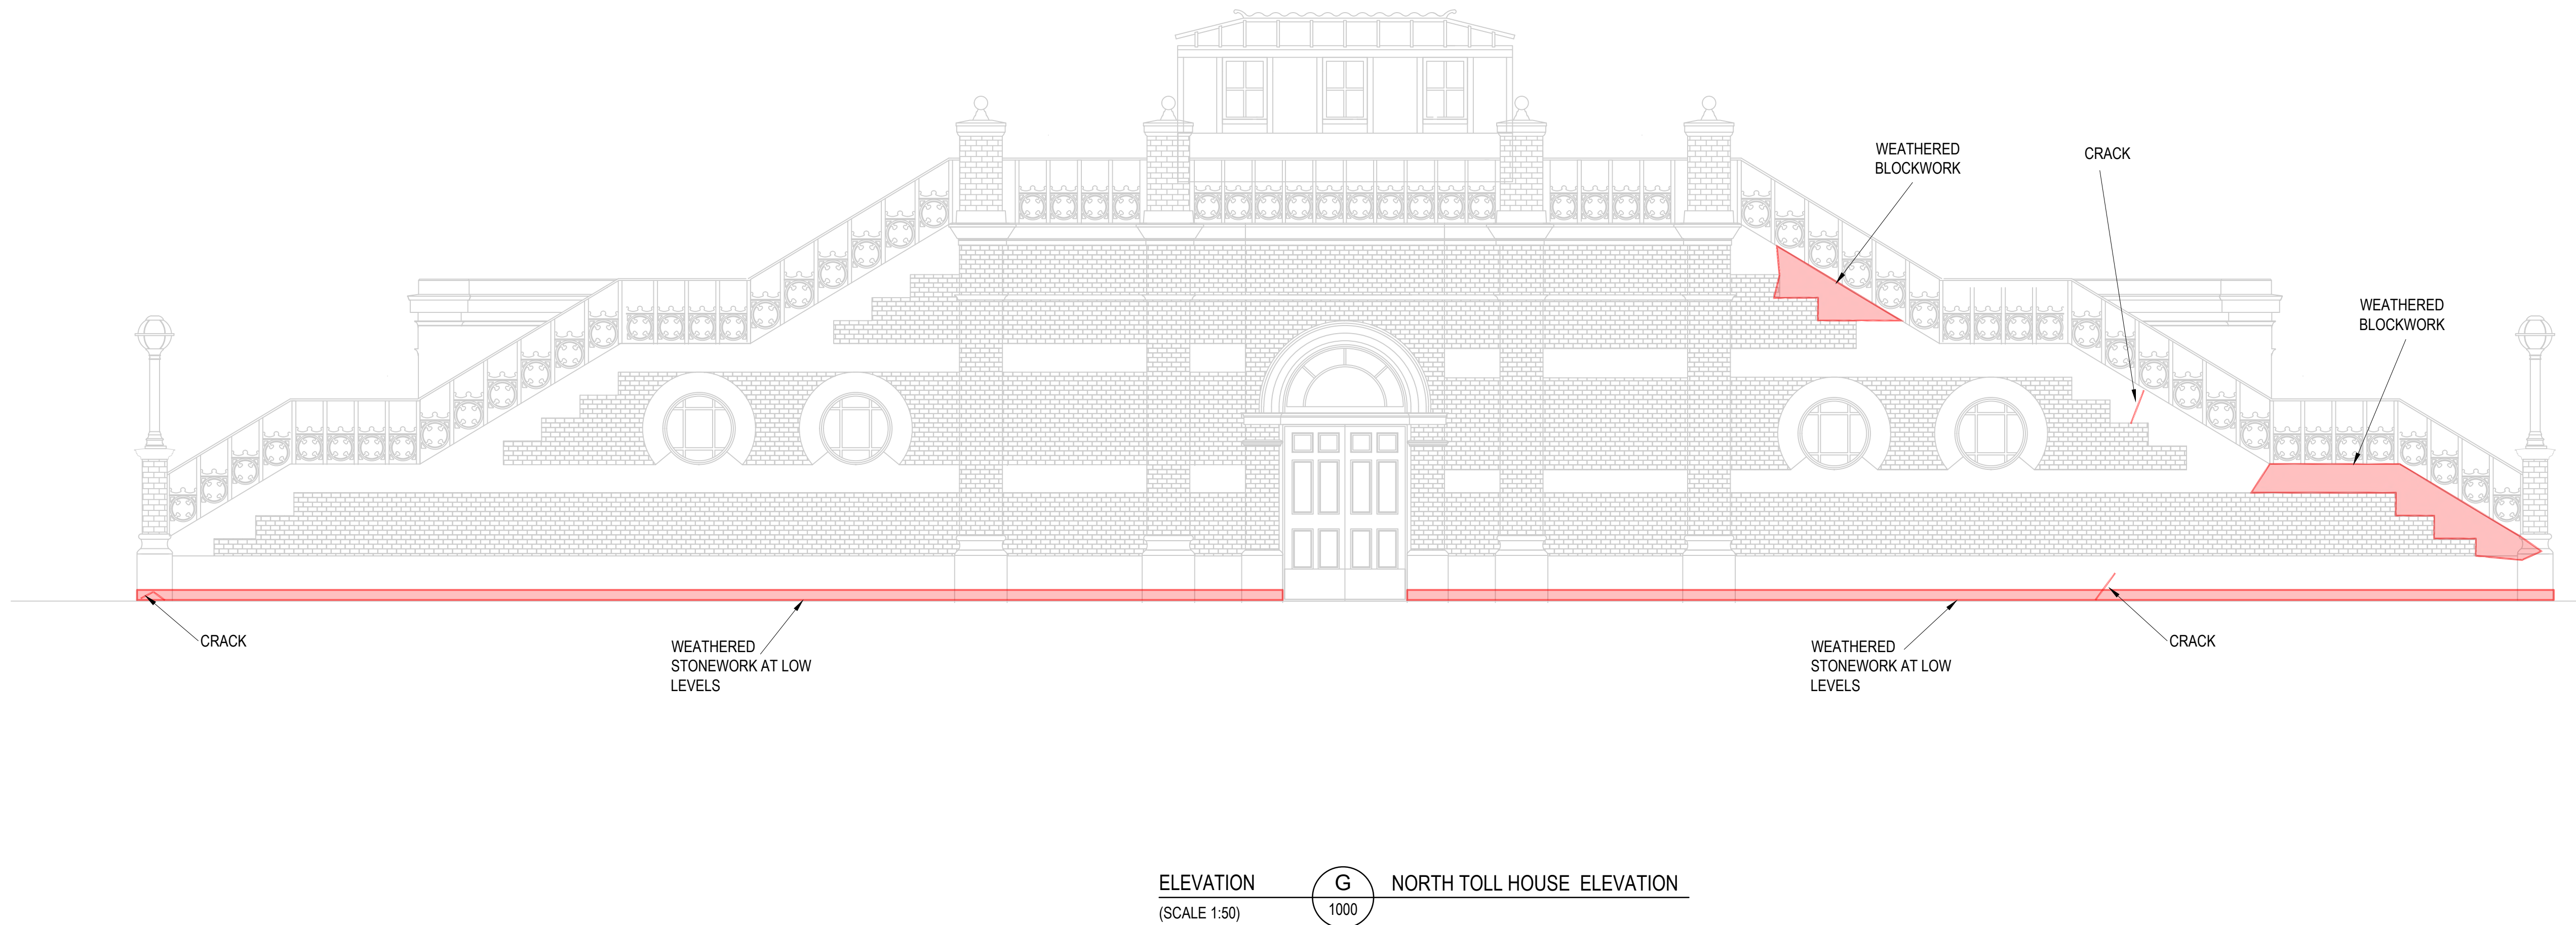 WEATHERED
BLOCKWORK
CRACK
WEATHERED
BLOCKWORK
CRACK
WEATHERED
STONEWORK AT LOW
LEVELS
WEATHERED
STONEWORK AT LOW
LEVELS
CRACK
ELEVATION
(SCALE 1:50)
G
1000
NORTH TOLL HOUSE ELEVATION